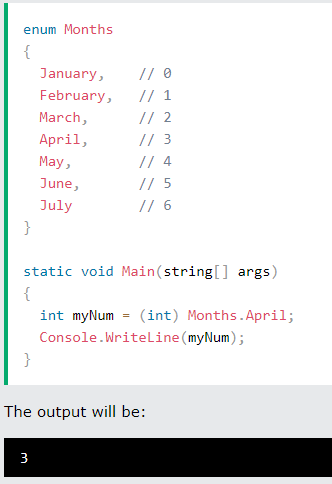 enum Months
{
  January,    // 0
  February,   // 1
  March,      // 2
  April,      // 3
  May,        // 4
  June,       // 5
  July        // 6
}

static void Main(string[] args)
{
  int myNum = (int) Months.April;
  Console.WriteLine(myNum);
}
The output will be:
3